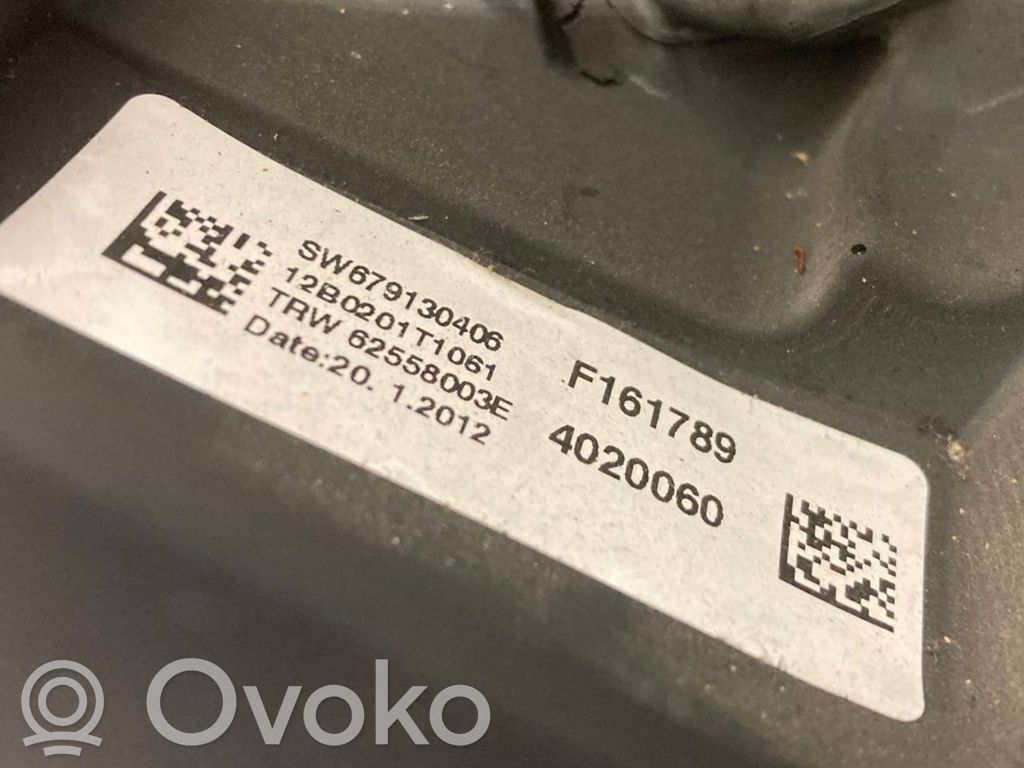 SW679130406
12B0201T1061
TRW 62558003E
Date:20. 1.2012
F161789
4020060
Ovoko